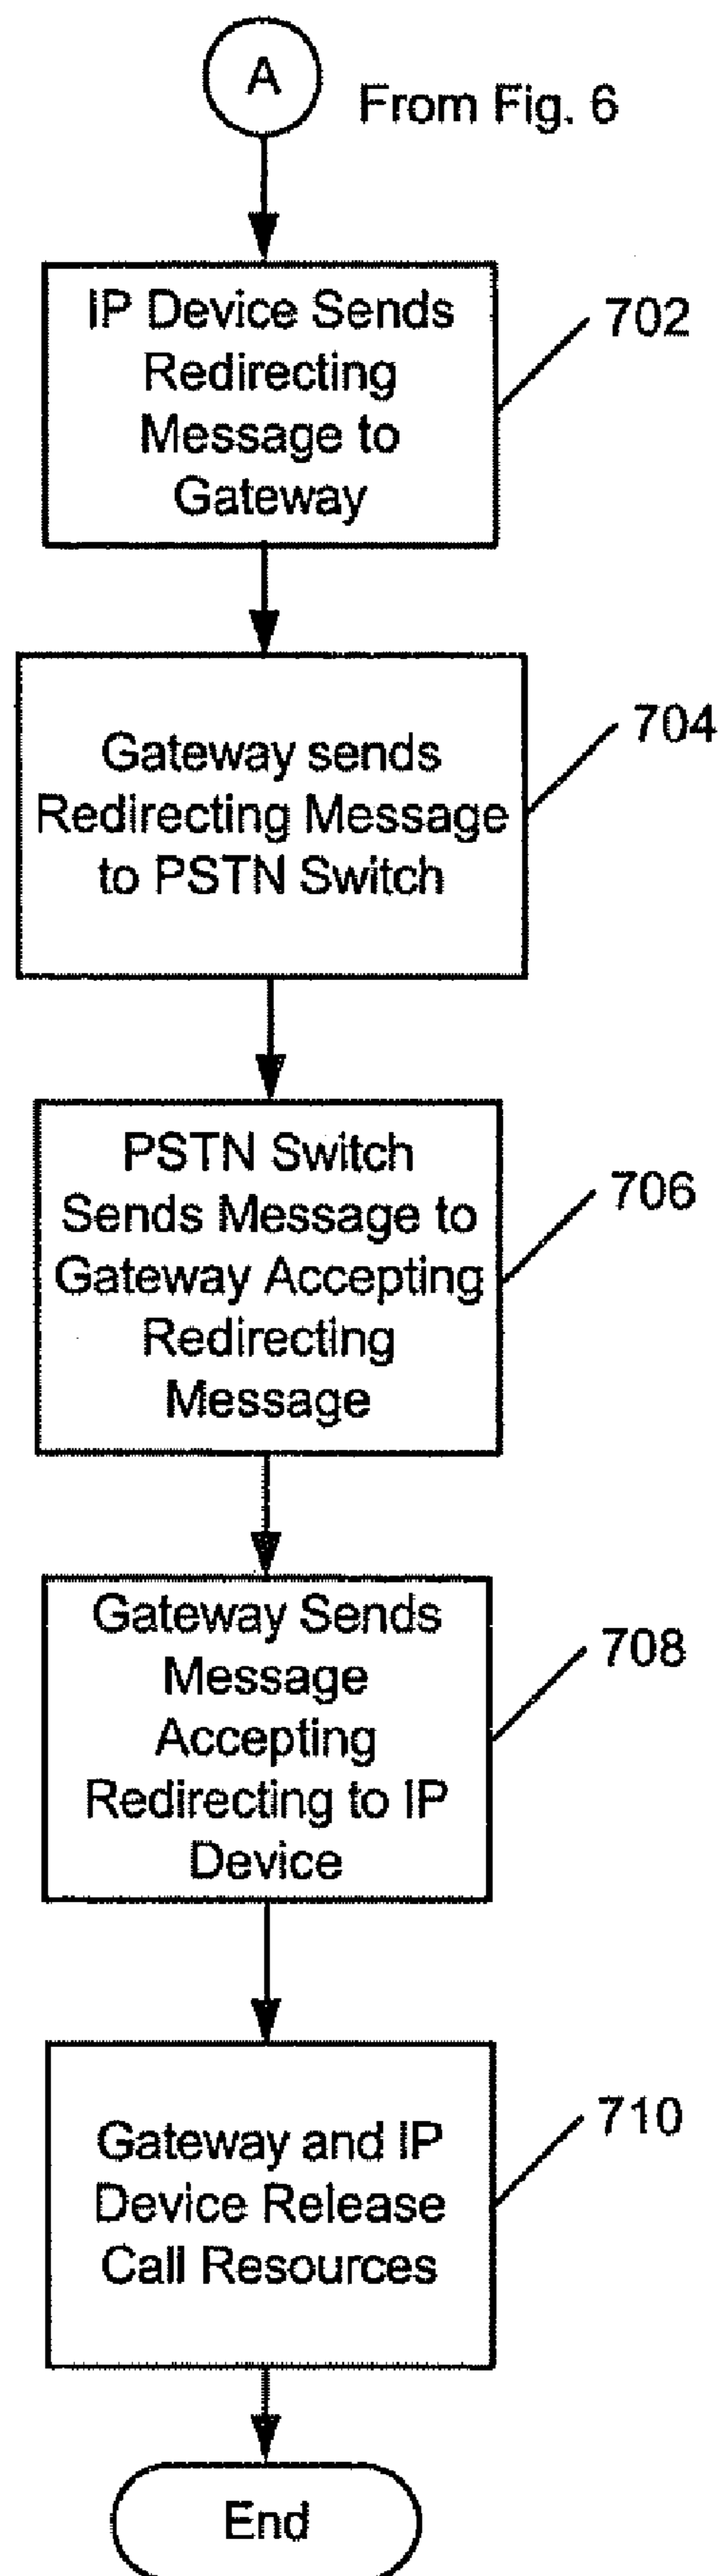 A
From Fig. 6
IP Device Sends
Redirecting
Message to
Gateway
702
Gateway sends
Redirecting Message
to PSTN Switch
704
PSTN Switch
Sends Message to
Gateway Accepting
Redirecting
Message
706
Gateway Sends
Message
Accepting
Redirecting to IP
Device
708
Gateway and IP
Device Release
Call Resources
710
End